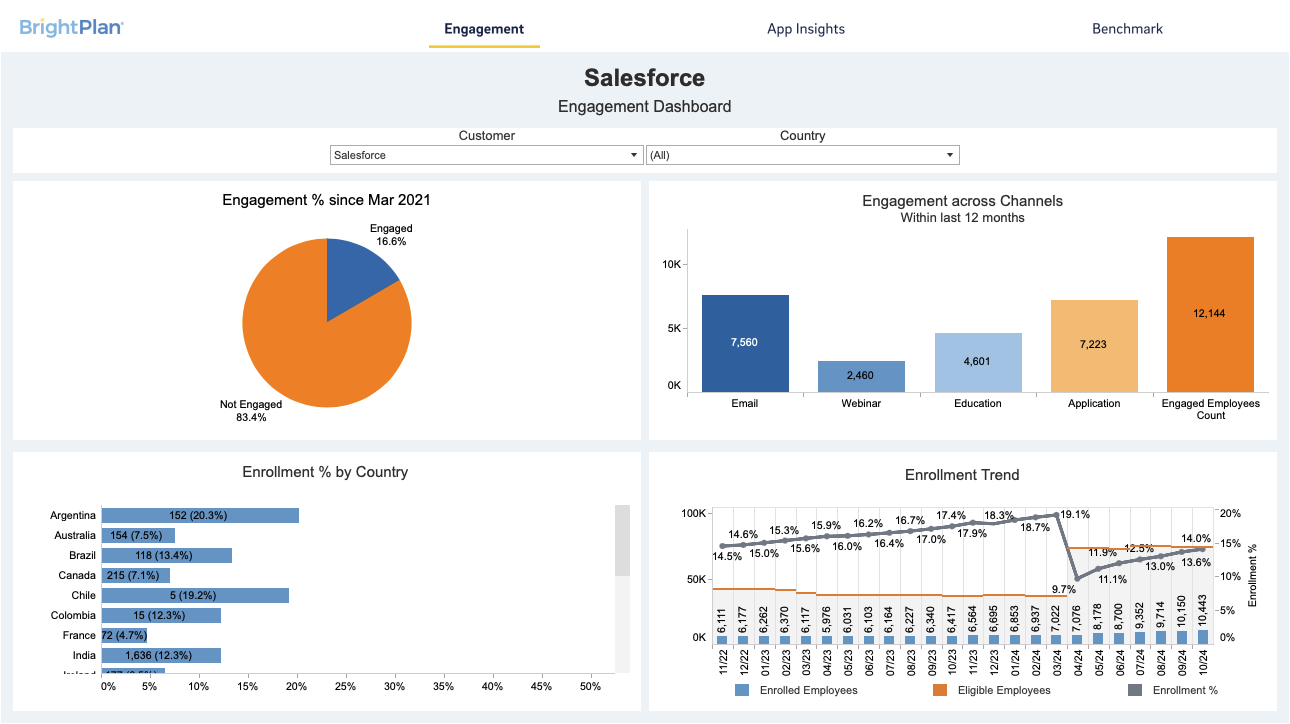 BrightPlan
Engagement
App Insights
Benchmark
Salesforce
Engagement Dashboard
Customer
Country
Salesforce
(All)
Engagement % since Mar 2021
Engaged
16.6%
Not Engaged
83.4%
Engagement across Channels
Within last 12 months
10K
5K
0K
7,560
2,460
4,601
7,223
12,144
Email
Webinar
Education
Application
Engaged Employees
Count
Enrollment % by Country
Argentina 152 (20.3%)
Australia 154 (7.5%)
Brazil 118 (13.4%)
Canada 215 (7.1%)
Chile 5 (19.2%)
Colombia 15 (12.3%)
France 72 (4.7%)
India 1,636 (12.3%)
0% 5% 10% 15% 20% 25% 30% 35% 40% 45% 50%
Enrollment Trend
100K
50K
0K
20%
15%
10%
5%
0%
Enrollment %
14.5% 14.6% 15.0% 15.3% 15.6% 15.9% 16.0% 16.2% 16.4% 16.7% 17.0% 17.4% 17.9% 18.3% 18.7% 19.1% 9.7% 11.1% 11.9% 12.5% 13.0% 13.6% 14.0%
6,111 6,177 6,262 6,370 6,117 5,976 6,031 6,103 6,164 6,227 6,340 6,417 6,564 6,695 6,853 6,937 7,022 7,076 8,178 8,700 9,352 9,714 10,150 10,443
11/22 12/22 01/23 02/23 03/23 04/23 05/23 06/23 07/23 08/23 09/23 10/23 11/23 12/23 01/24 02/24 03/24 04/24 05/24 06/24 07/24 08/24 09/24 10/24
Enrolled Employees
Eligible Employees
Enrollment %